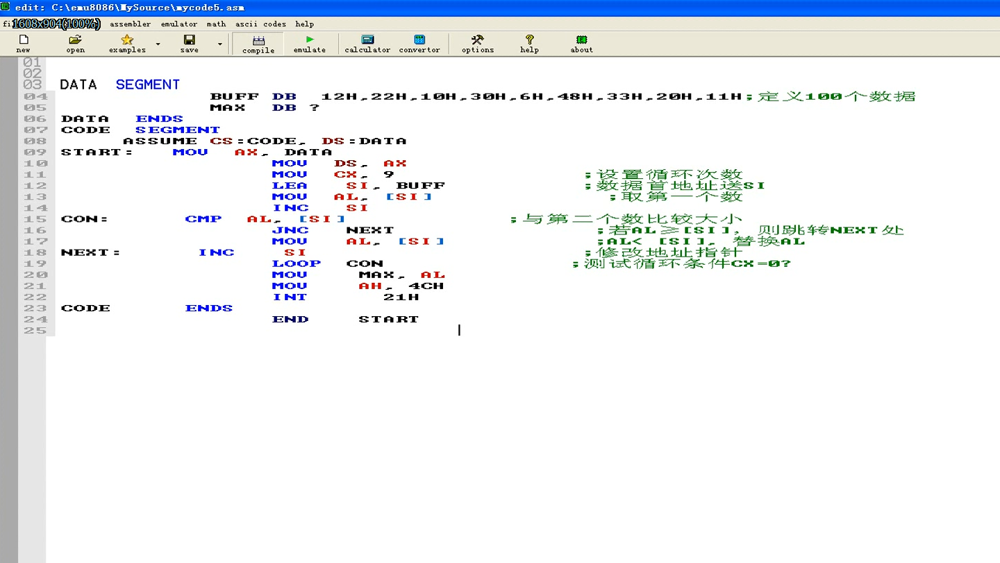 edit: C:\emu8086\MySource\mycode5.asm
1608x904(100%) assembler emulator math ascii codes help
new open examples save compile emulate calculator convertor options help about
01
02
03 DATA SEGMENT
04 BUFF DB 12H,22H,10H,30H,6H,48H,33H,20H,11H;定义100个数据
05 MAX DB ?
06 DATA ENDS
07 CODE SEGMENT
08 ASSUME CS:CODE, DS:DATA
09 START: MOV AX, DATA
10 MOV DS, AX
11 MOV CX, 9 ;设置循环次数
12 LEA SI, BUFF ;数据首地址送SI
13 MOV AL, [SI] ;取第一个数
14 INC SI
15 CON: CMP AL, [SI] ;与第二个数比较大小
16 JNC NEXT ;若AL≥[SI], 则跳转NEXT处
17 MOV AL, [SI] ;AL< [SI], 替换AL
18 NEXT: INC SI ;修改地址指针
19 LOOP CON ;测试循环条件CX=0?
20 MOV MAX, AL
21 MOV AH, 4CH
22 INT 21H
23 CODE ENDS
24 END START
25